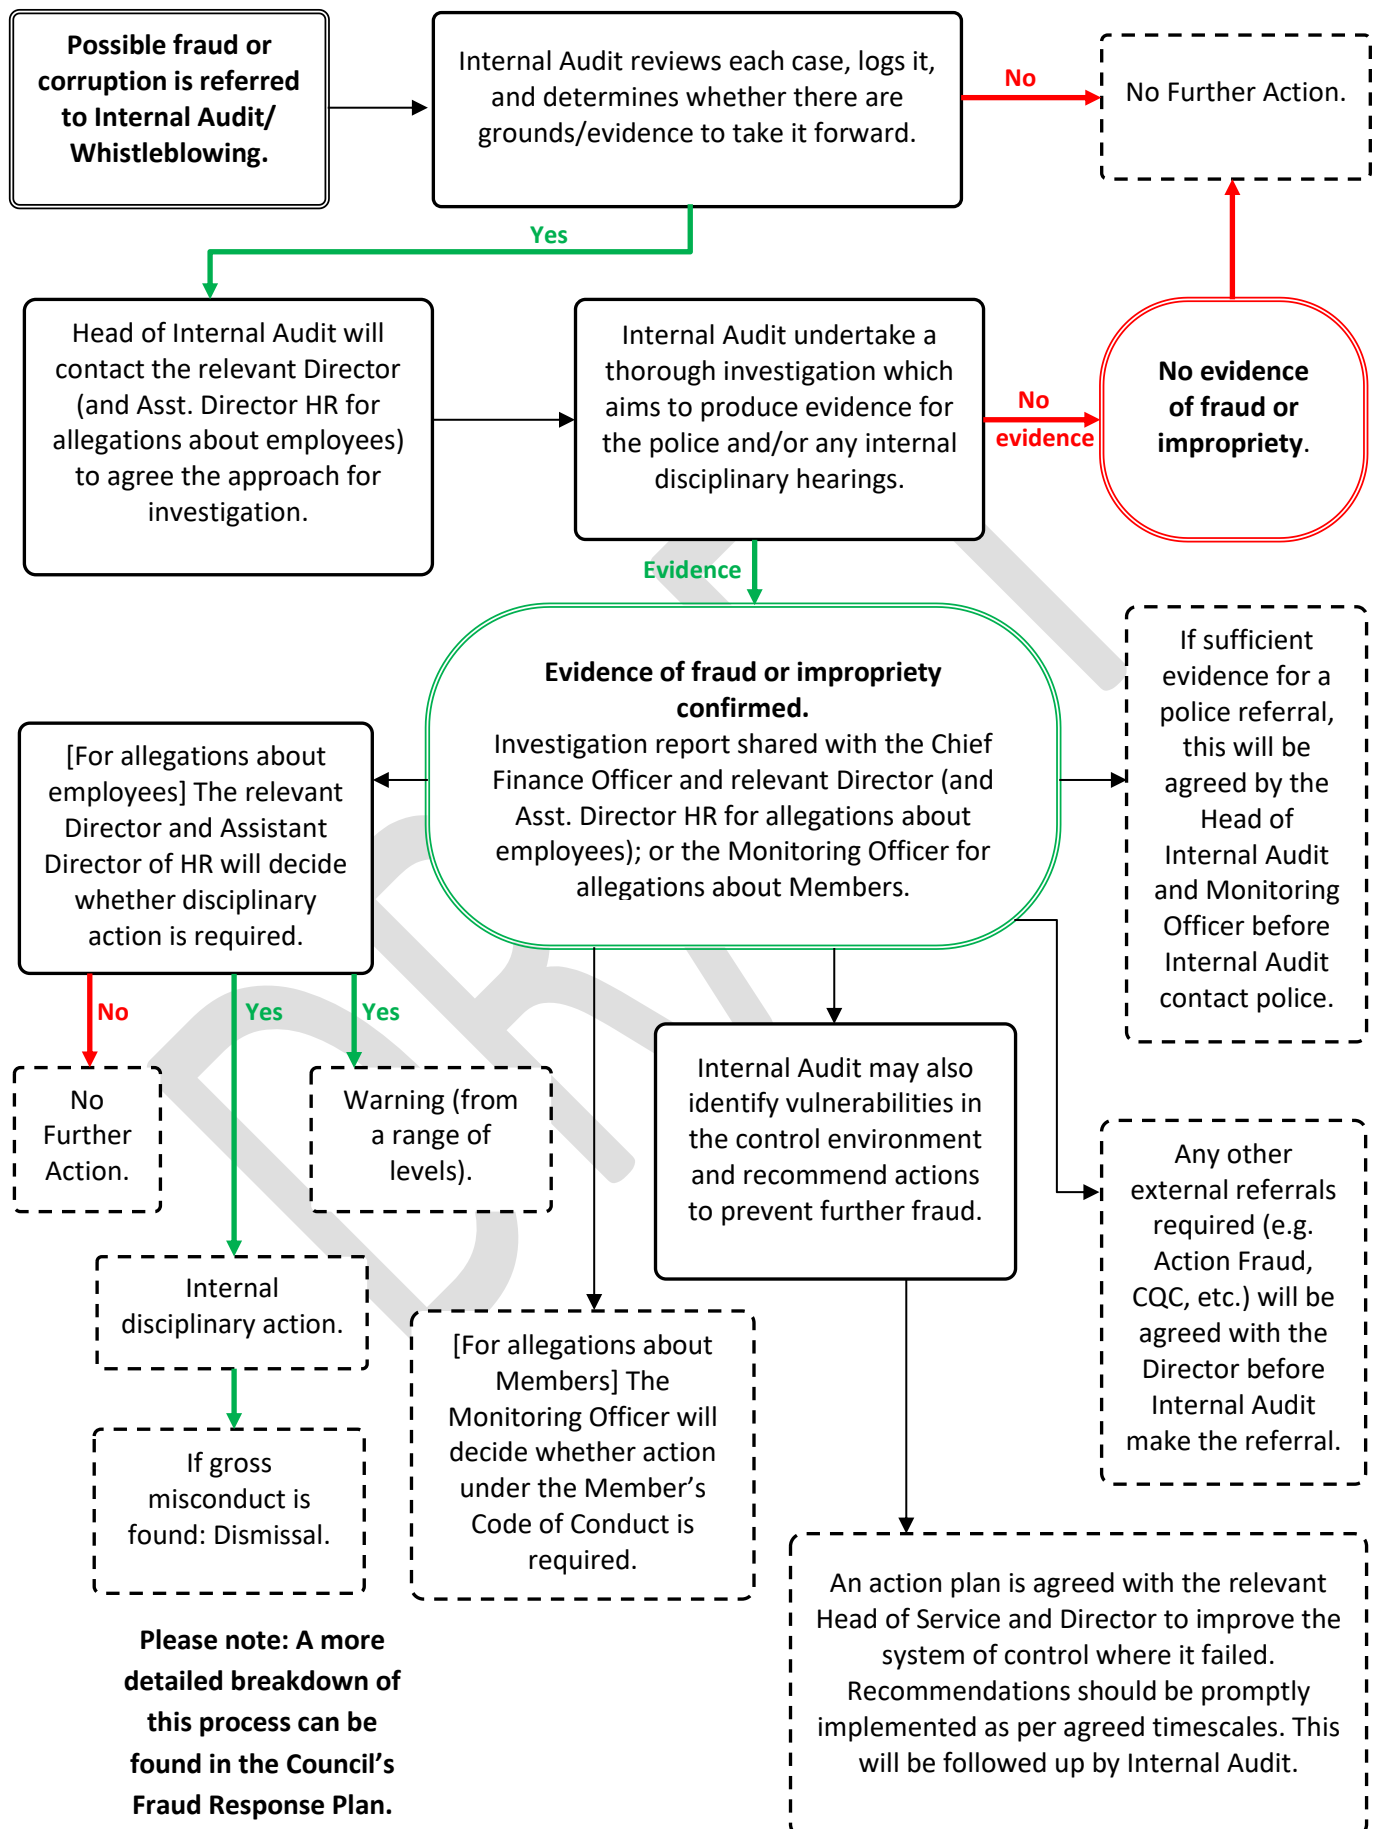 Possible fraud or
corruption is referred
to Internal Audit/
Whistleblowing.
Internal Audit reviews each case, logs it,
and determines whether there are
grounds/evidence to take it forward.
No
No Further Action.
Yes
Head of Internal Audit will
contact the relevant Director
(and Asst. Director HR for
allegations about employees)
to agree the approach for
investigation.
Internal Audit undertake a
thorough investigation which
aims to produce evidence for
the police and/or any internal
disciplinary hearings.
No
evidence
No evidence
of fraud or
impropriety.
Evidence
Evidence of fraud or impropriety
confirmed.
Investigation report shared with the Chief
Finance Officer and relevant Director (and
Asst. Director HR for allegations about
employees); or the Monitoring Officer for
allegations about Members.
If sufficient
evidence for a
police referral,
this will be
agreed by the
Head of
Internal Audit
and Monitoring
Officer before
Internal Audit
contact police.
[For allegations about
employees] The relevant
Director and Assistant
Director of HR will decide
whether disciplinary
action is required.
No
Yes
Yes
No
Further
Action.
Warning (from
a range of
levels).
Internal Audit may also
identify vulnerabilities in
the control environment
and recommend actions
to prevent further fraud.
Any other
external referrals
required (e.g.
Action Fraud,
CQC, etc.) will be
agreed with the
Director before
Internal Audit
make the referral.
Internal
disciplinary action.
[For allegations about
Members] The
Monitoring Officer will
decide whether action
under the Member’s
Code of Conduct is
required.
If gross
misconduct is
found: Dismissal.
An action plan is agreed with the relevant
Head of Service and Director to improve the
system of control where it failed.
Recommendations should be promptly
implemented as per agreed timescales. This
will be followed up by Internal Audit.
Please note: A more
detailed breakdown of
this process can be
found in the Council’s
Fraud Response Plan.
DRAFT